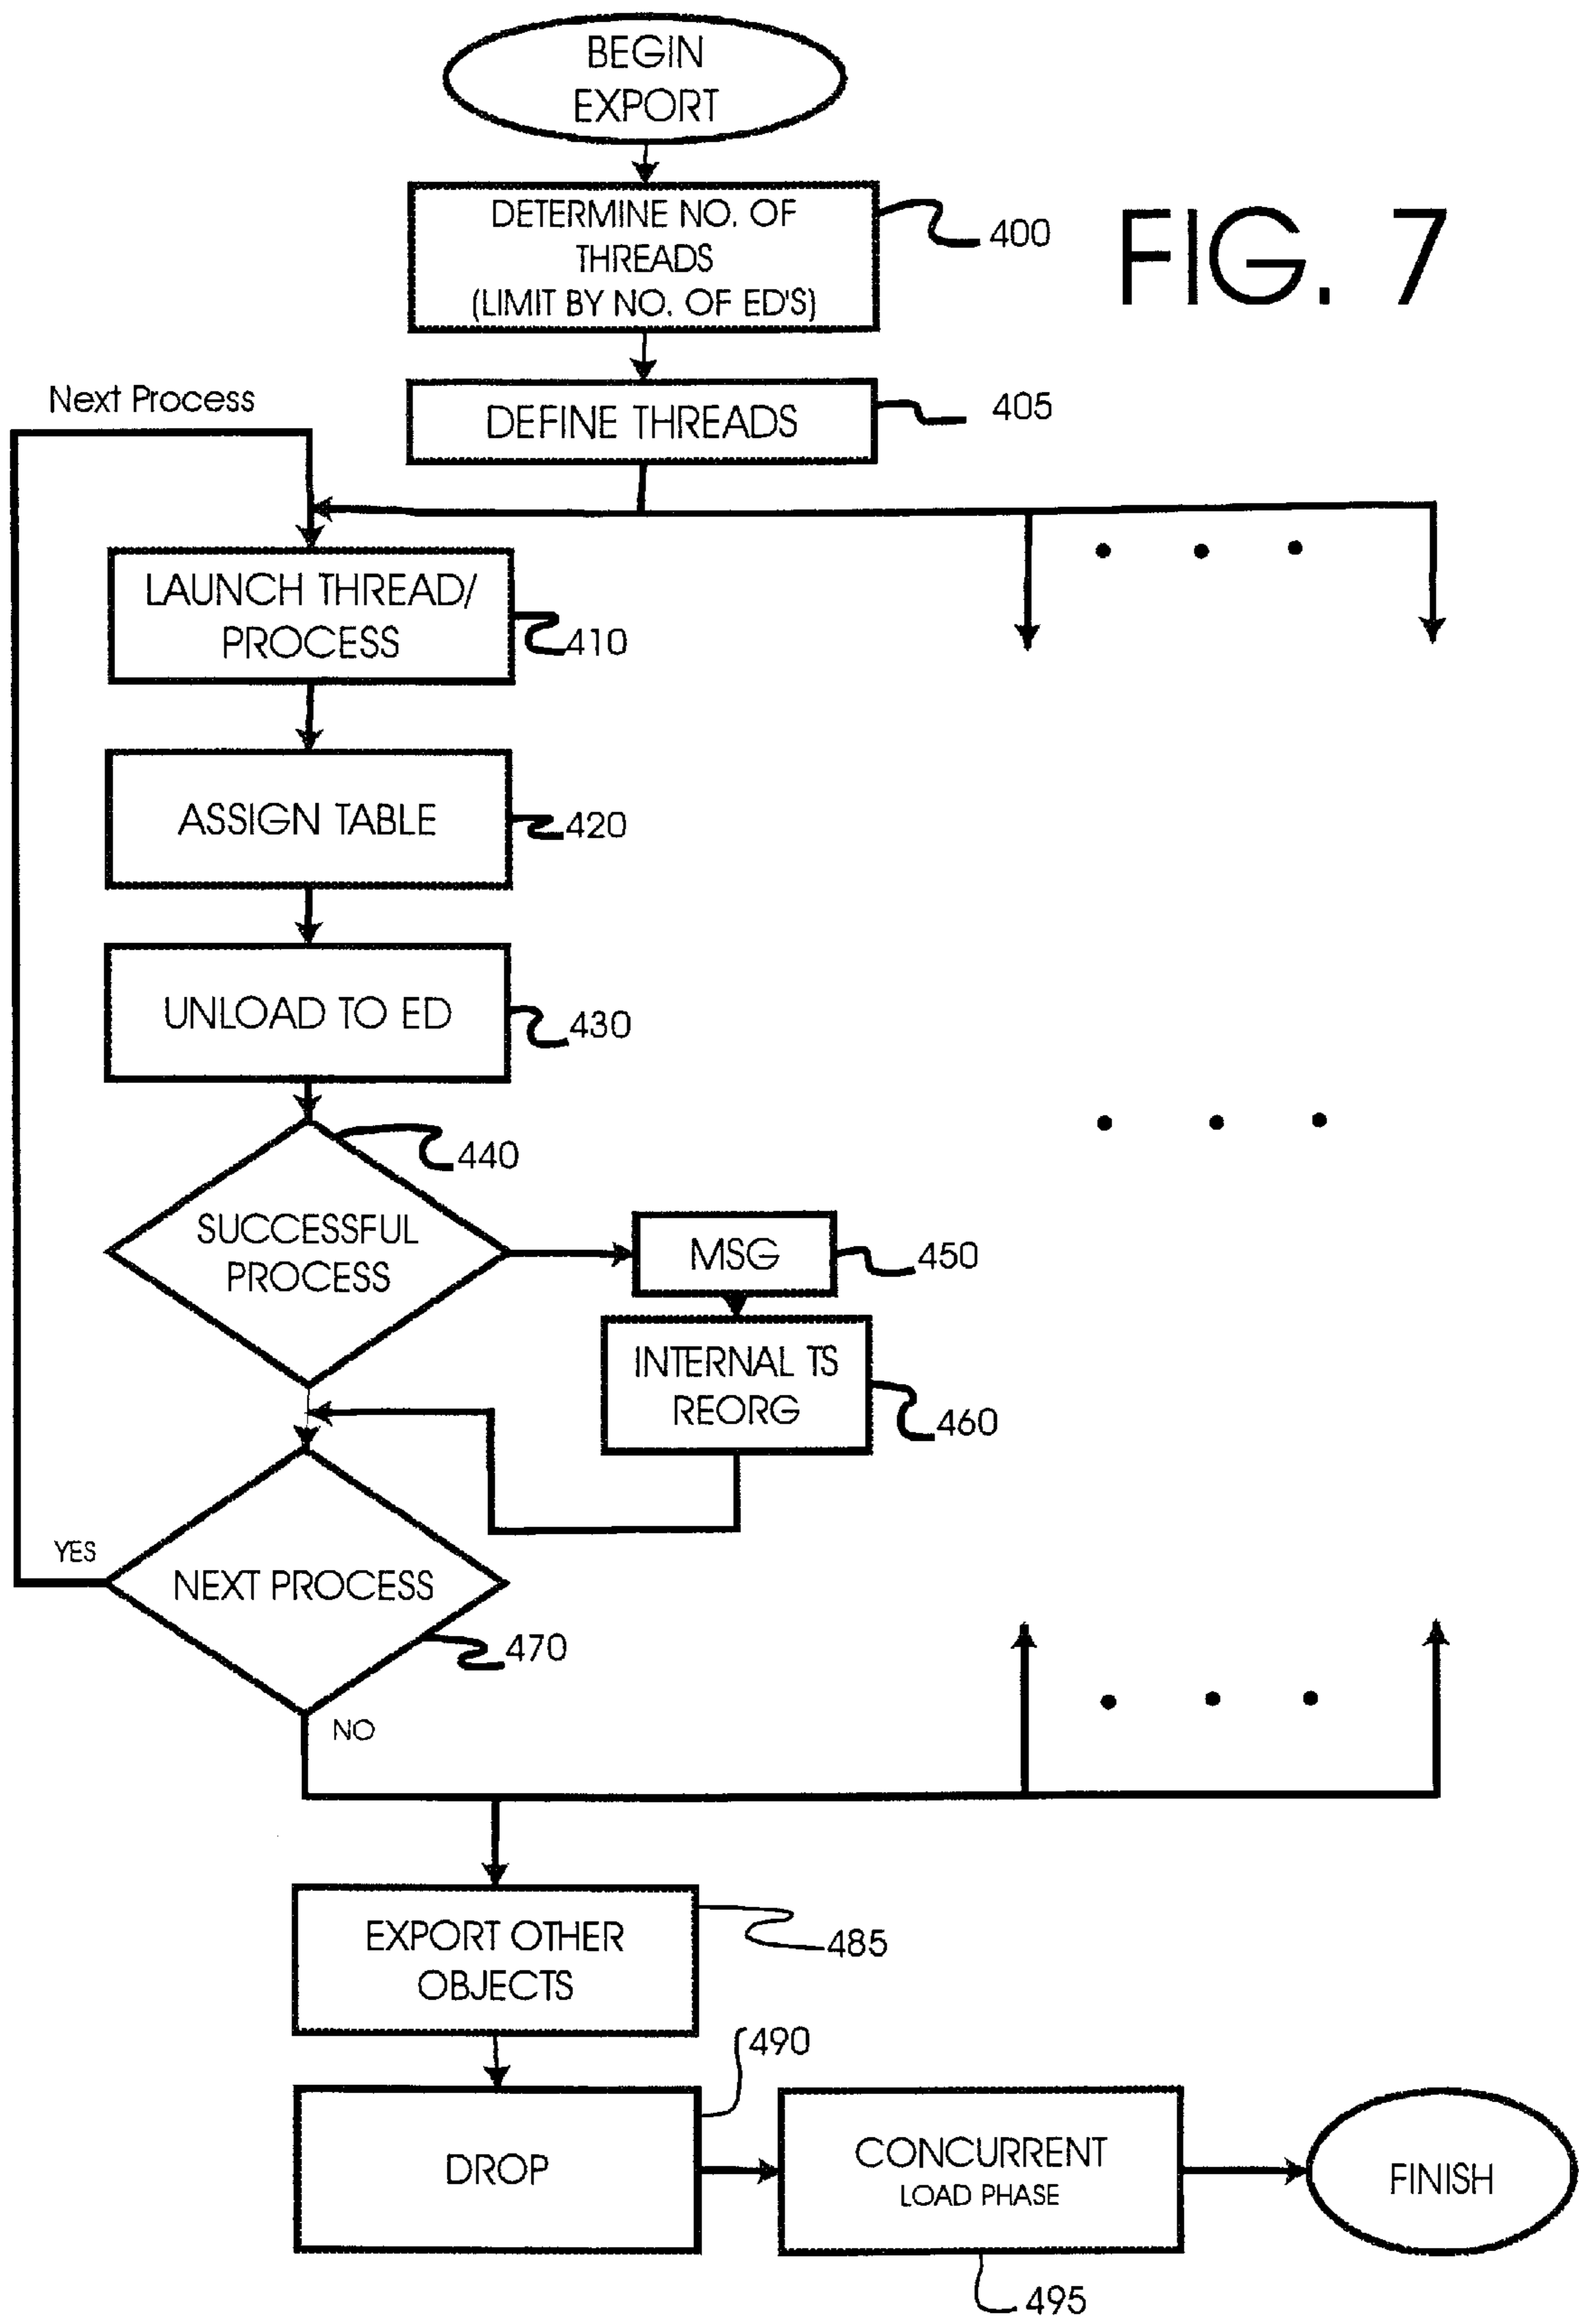 BEGIN
EXPORT
DETERMINE NO. OF
THREADS
(LIMIT BY NO. OF ED'S)
400
FIG. 7
Next Process
DEFINE THREADS
405
LAUNCH THREAD/
PROCESS
410
ASSIGN TABLE
420
UNLOAD TO ED
430
440
SUCCESSFUL
PROCESS
MSG
450
INTERNAL TS
REORG
460
YES
NEXT PROCESS
470
NO
EXPORT OTHER
OBJECTS
485
490
DROP
CONCURRENT
LOAD PHASE
FINISH
495